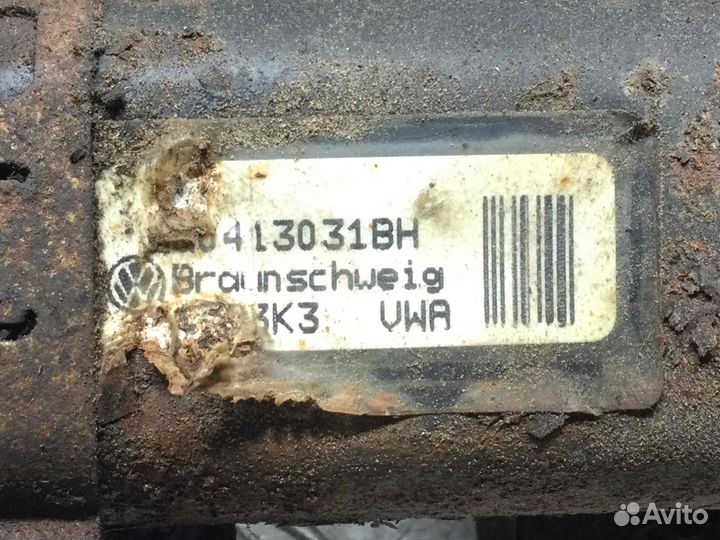 0413031BH
Braunschweig
3K3 VWA
Avito